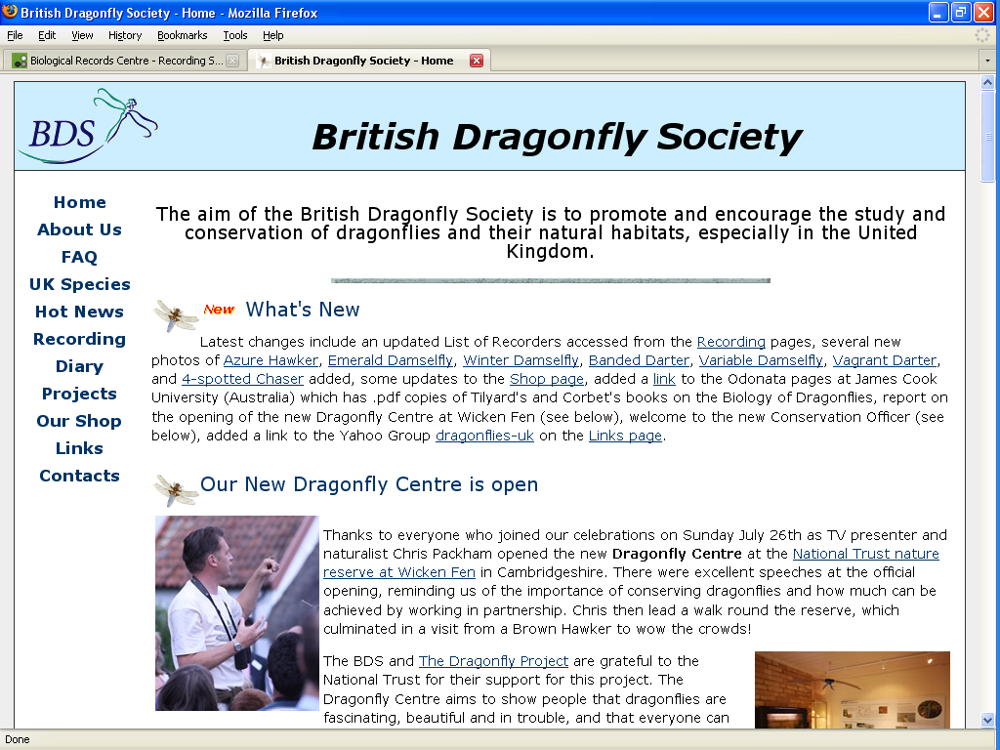 British Dragonfly Society - Home - Mozilla Firefox
File Edit View History Bookmarks Tools Help
Biological Records Centre - Recording S... British Dragonfly Society - Home
BDS
British Dragonfly Society
Home
About Us
FAQ
UK Species
Hot News
Recording
Diary
Projects
Our Shop
Links
Contacts
The aim of the British Dragonfly Society is to promote and encourage the study and
conservation of dragonflies and their natural habitats, especially in the United
Kingdom.
New What's New
Latest changes include an updated List of Recorders accessed from the Recording pages, several new
photos of Azure Hawker, Emerald Damselfly, Winter Damselfly, Banded Darter, Variable Damselfly, Vagrant Darter,
and 4-spotted Chaser added, some updates to the Shop page, added a link to the Odonata pages at James Cook
University (Australia) which has .pdf copies of Tilyard's and Corbet's books on the Biology of Dragonflies, report on
the opening of the new Dragonfly Centre at Wicken Fen (see below), welcome to the new Conservation Officer (see
below), added a link to the Yahoo Group dragonflies-uk on the Links page.
Our New Dragonfly Centre is open
Thanks to everyone who joined our celebrations on Sunday July 26th as TV presenter and
naturalist Chris Packham opened the new Dragonfly Centre at the National Trust nature
reserve at Wicken Fen in Cambridgeshire. There were excellent speeches at the official
opening, reminding us of the importance of conserving dragonflies and how much can be
achieved by working in partnership. Chris then lead a walk round the reserve, which
culminated in a visit from a Brown Hawker to wow the crowds!
The BDS and The Dragonfly Project are grateful to the
National Trust for their support for this project. The
Dragonfly Centre aims to show people that dragonflies are
fascinating, beautiful and in trouble, and that everyone can
Done